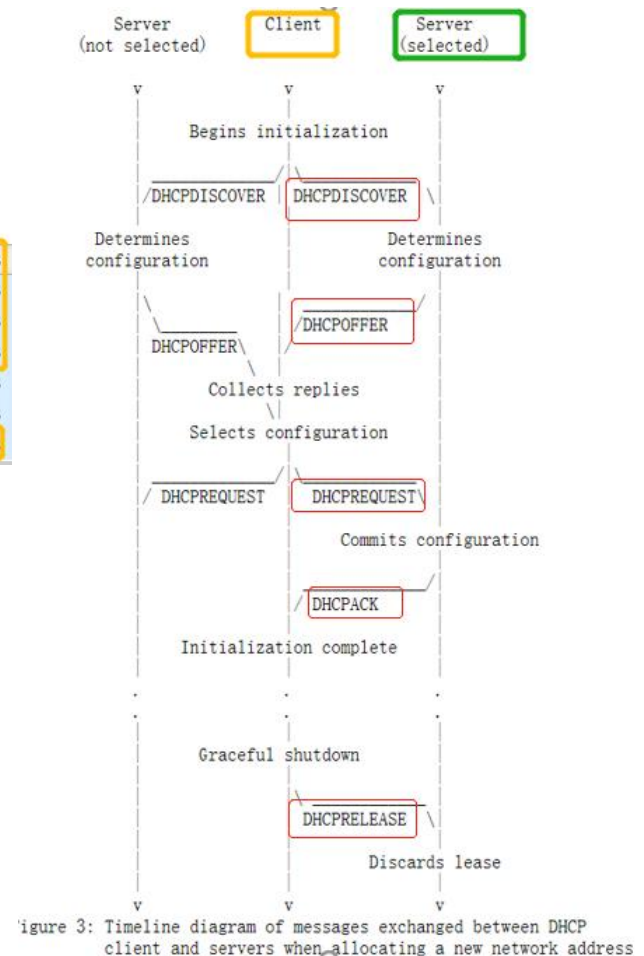 Server Client Server
(not selected) (selected)
v v v
Begins initialization
DHCPDISCOVER DHCPDISCOVER
Determines Determines
configuration configuration
DHCPOFFER
DHCPOFFER
Collects replies
Selects configuration
DHCPREQUEST DHCPREQUEST
Commits configuration
DHCPACK
Initialization complete
. . .
. . .
Graceful shutdown
DHCPRELEASE
Discards lease
v v v
igure 3: Timeline diagram of messages exchanged between DHCP
client and servers when allocating a new network address